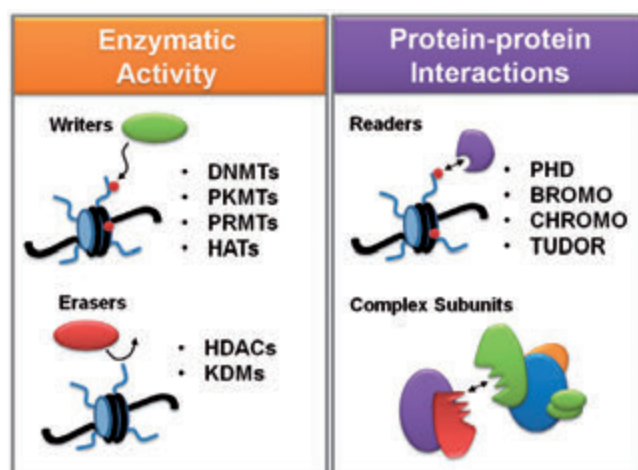 Enzymatic
Activity
Writers
• DNMTs
• PKMTs
• PRMTs
• HATs
Erasers
• HDACs
• KDMs
Protein-protein
Interactions
Readers
• PHD
• BROMO
• CHROMO
• TUDOR
Complex Subunits